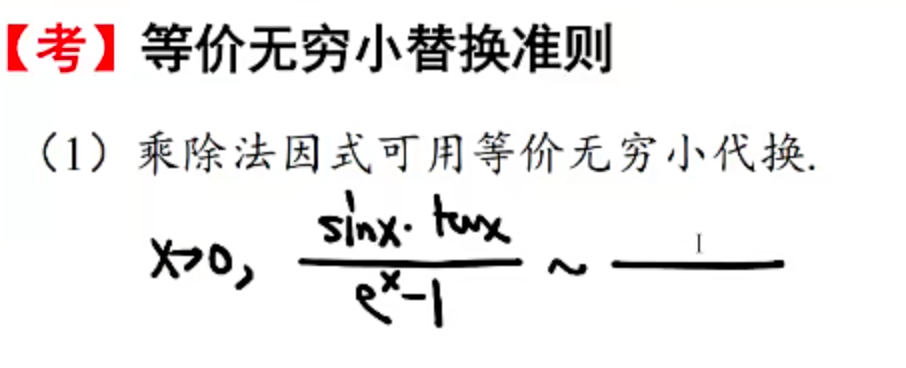 【考】等价无穷小替换准则
（1）乘除法因式可用等价无穷小代换.
x→0, (sinx·tanx)/(e^x-1) ~ ———